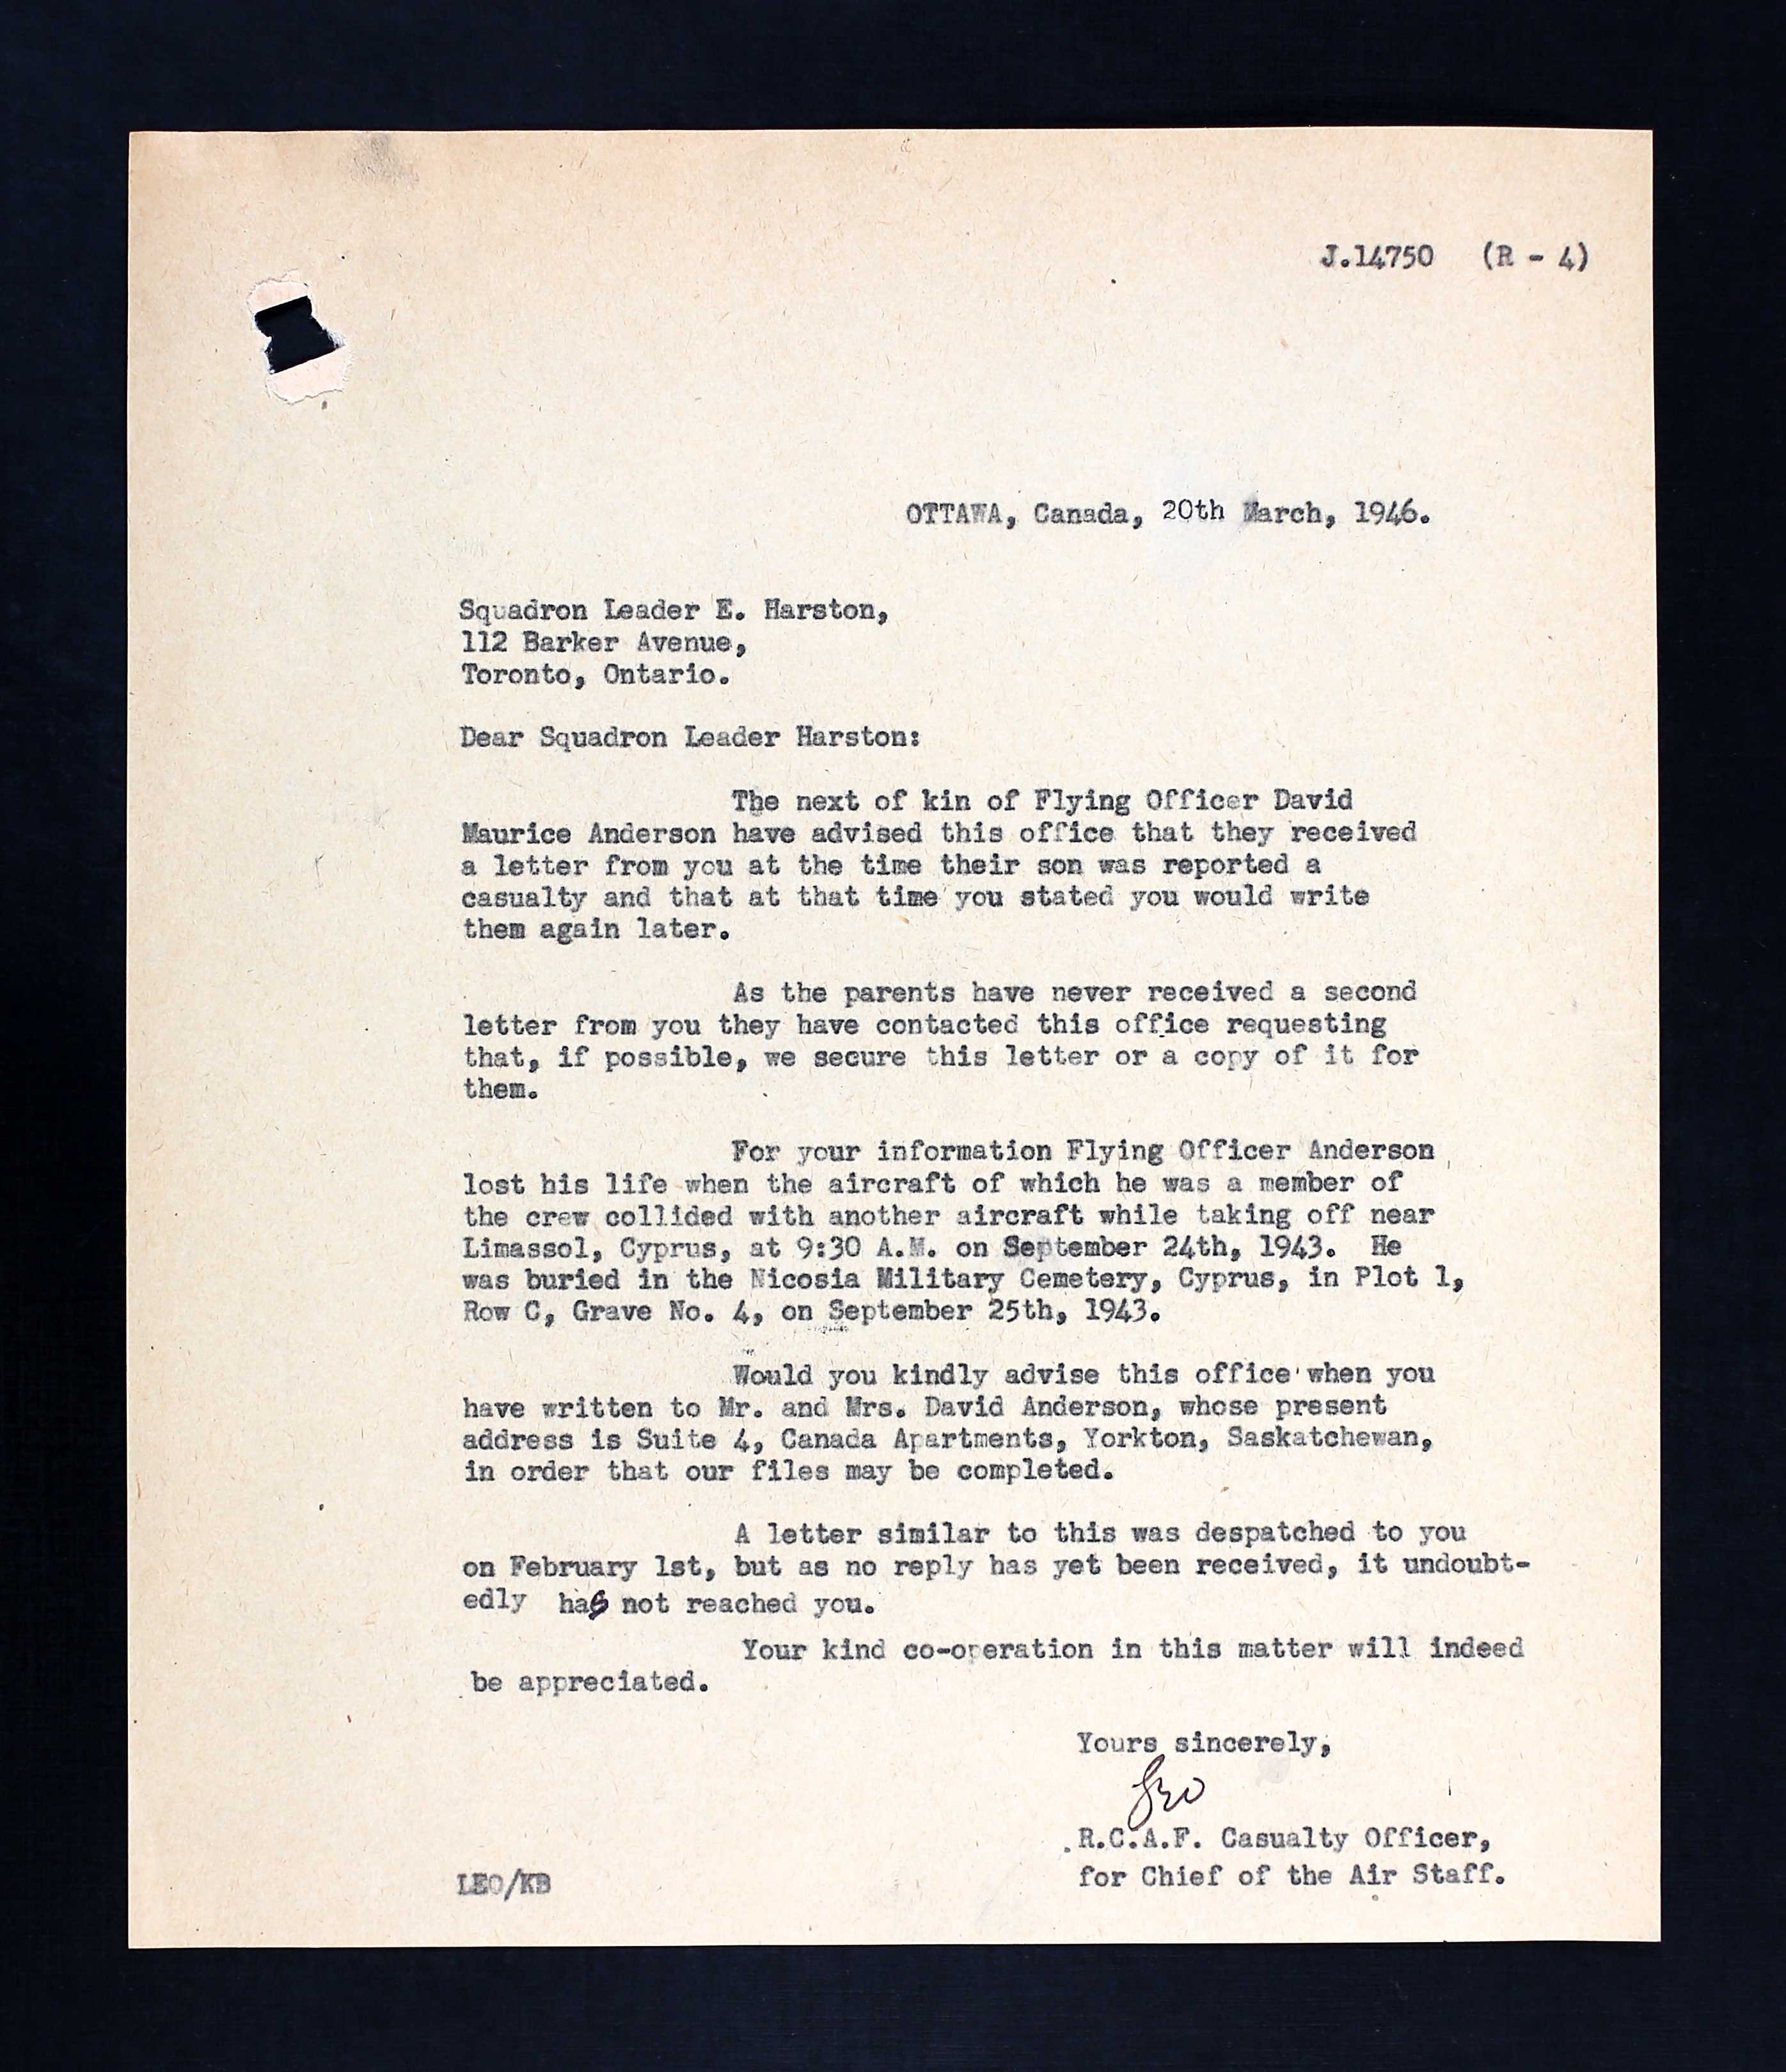 J.14750 (R - 4)
OTTAWA, Canada, 20th March, 1946.
Squadron Leader E. Harston,
112 Barker Avenue,
Toronto, Ontario.
Dear Squadron Leader Harston:
The next of kin of Flying Officer David
Maurice Anderson have advised this office that they received
a letter from you at the time their son was reported a
casualty and that at that time you stated you would write
them again later.
As the parents have never received a second
letter from you they have contacted this office requesting
that, if possible, we secure this letter or a copy of it for
them.
For your information Flying Officer Anderson
lost his life when the aircraft of which he was a member of
the crew collided with another aircraft while taking off near
Limassol, Cyprus, at 9:30 A.M. on September 24th, 1943. He
was buried in the Nicosia Military Cemetery, Cyprus, in Plot 1,
Row C, Grave No. 4, on September 25th, 1943.
Would you kindly advise this office when you
have written to Mr. and Mrs. David Anderson, whose present
address is Suite 4, Canada Apartments, Yorkton, Saskatchewan,
in order that our files may be completed.
A letter similar to this was despatched to you
on February 1st, but as no reply has yet been received, it undoubt-
edly has not reached you.
Your kind co-operation in this matter will indeed
be appreciated.
Yours sincerely,
R.C.A.F. Casualty Officer,
for Chief of the Air Staff.
LEO/KB